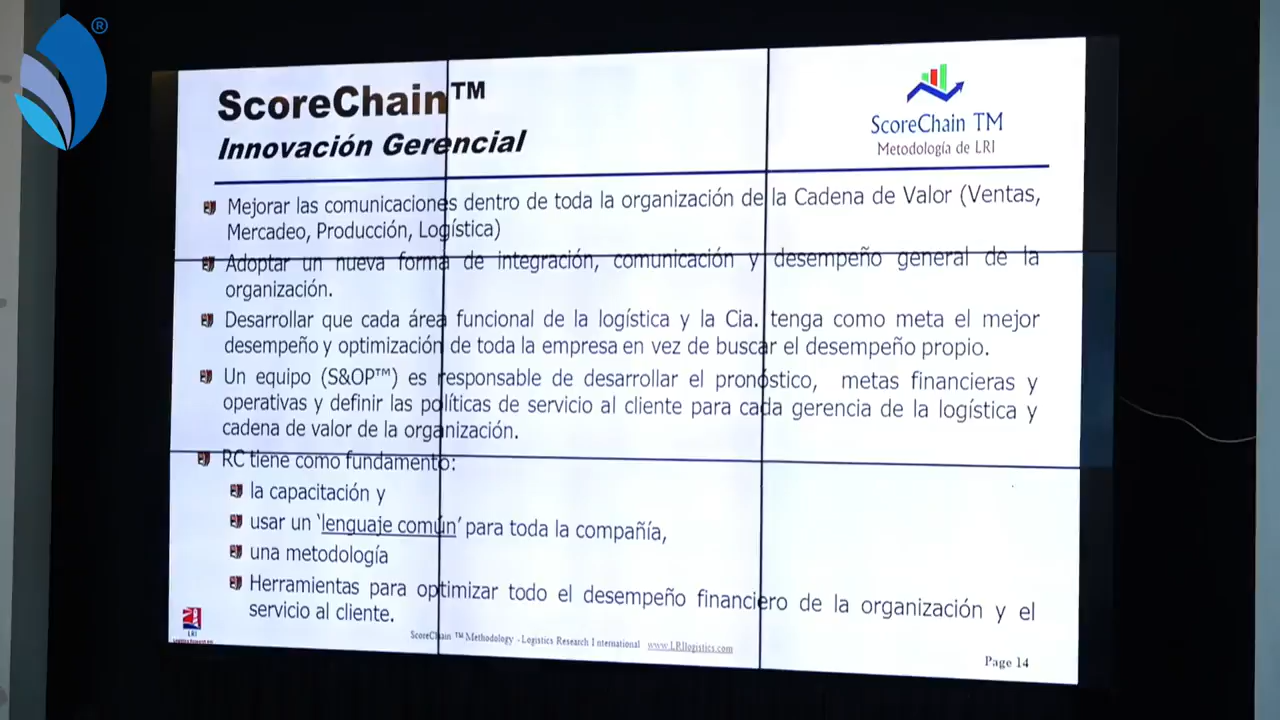 ®
ScoreChain™
Innovación Gerencial
ScoreChain TM
Metodología de LRI
Mejorar las comunicaciones dentro de toda la organización de la Cadena de Valor (Ventas,
Mercadeo, Producción, Logística)
Adoptar un nueva forma de integración, comunicación y desempeño general de la
organización.
Desarrollar que cada área funcional de la logística y la Cia. tenga como meta el mejor
desempeño y optimización de toda la empresa en vez de buscar el desempeño propio.
Un equipo (S&OP™) es responsable de desarrollar el pronóstico, metas financieras y
operativas y definir las políticas de servicio al cliente para cada gerencia de la logística y
cadena de valor de la organización.
RC tiene como fundamento:
la capacitación y
usar un ‘lenguaje común’ para toda la compañía,
una metodología
Herramientas para optimizar todo el desempeño financiero de la organización y el
servicio al cliente.
LRI
ScoreChain ™ Methodology - Logistics Research International www.LRIlogistics.com
Page 14